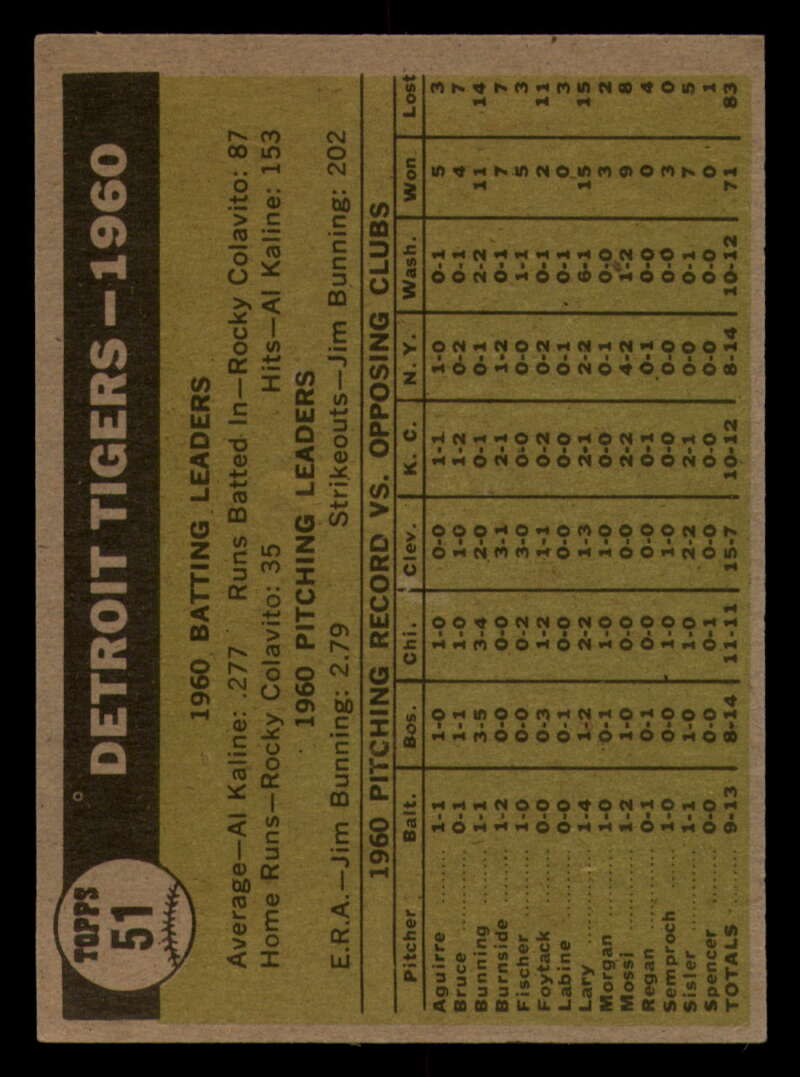 TOPPS
51
DETROIT TIGERS—1960
1960 BATTING LEADERS
Average—Al Kaline: .277 Runs Batted In—Rocky Colavito: 87
Home Runs—Rocky Colavito: 35 Hits—Al Kaline: 153
1960 PITCHING LEADERS
E.R.A.—Jim Bunning: 2.79 Strikeouts—Jim Bunning: 202
1960 PITCHING RECORD VS. OPPOSING CLUBS
Pitcher Balt. Bos. Chi. Clev. K. C. N. Y. Wash. Won Lost
Aguirre ........ 1-1 1-0 1-0 0-0 1-1 1-0 0-1 5 3
Bruce ........ 0-1 1-1 1-0 1-0 1-2 0-2 0-1 4 7
Bunning ........ 1-1 3-5 3-4 2-0 0-1 0-1 2-2 11 14
Burnside ........ 1-2 0-0 0-0 3-1 2-1 1-2 0-1 7 7
Fischer ........ 1-0 0-0 0-2 3-0 0-0 0-0 1-1 5 3
Foytack ........ 0-0 0-3 1-2 1-1 0-2 0-2 0-1 2 11
Labine ........ 0-0 0-1 0-0 0-0 0-0 0-1 0-1 0 3
Lary ........ 1-4 1-2 2-2 1-3 2-1 2-2 6-1 15 15
Morgan ........ 1-0 0-1 1-0 1-0 0-0 0-1 0-0 3 2
Mossi ........ 1-2 1-0 0-0 0-0 2-2 4-2 1-2 9 8
Regan ........ 0-1 0-1 0-0 0-0 0-1 0-1 0-0 0 4
Semproch ........ 1-0 0-0 1-0 1-0 0-0 0-0 0-0 3 0
Sisler ........ 1-1 1-0 1-0 2-2 2-1 0-0 0-1 7 5
Spencer ........ 0-0 0-0 0-1 0-0 0-0 0-0 0-0 0 1
TOTALS ........ 9-13 8-14 11-11 15-7 10-12 8-14 10-12 71 83